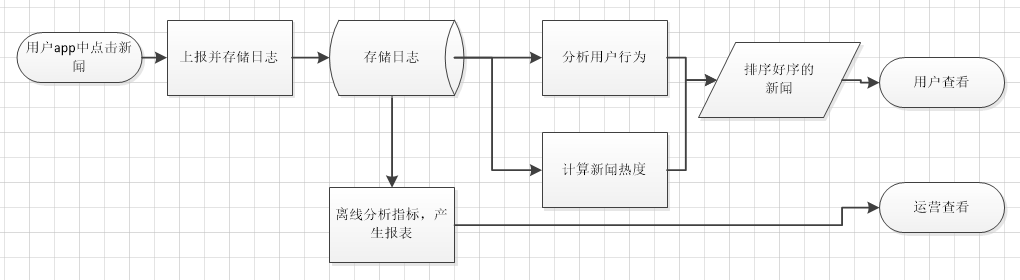 用户app中点击新
闻
上报并存储日志
存储日志
分析用户行为
排序好序的
新闻
用户查看
计算新闻热度
离线分析指标，产
生报表
运营查看